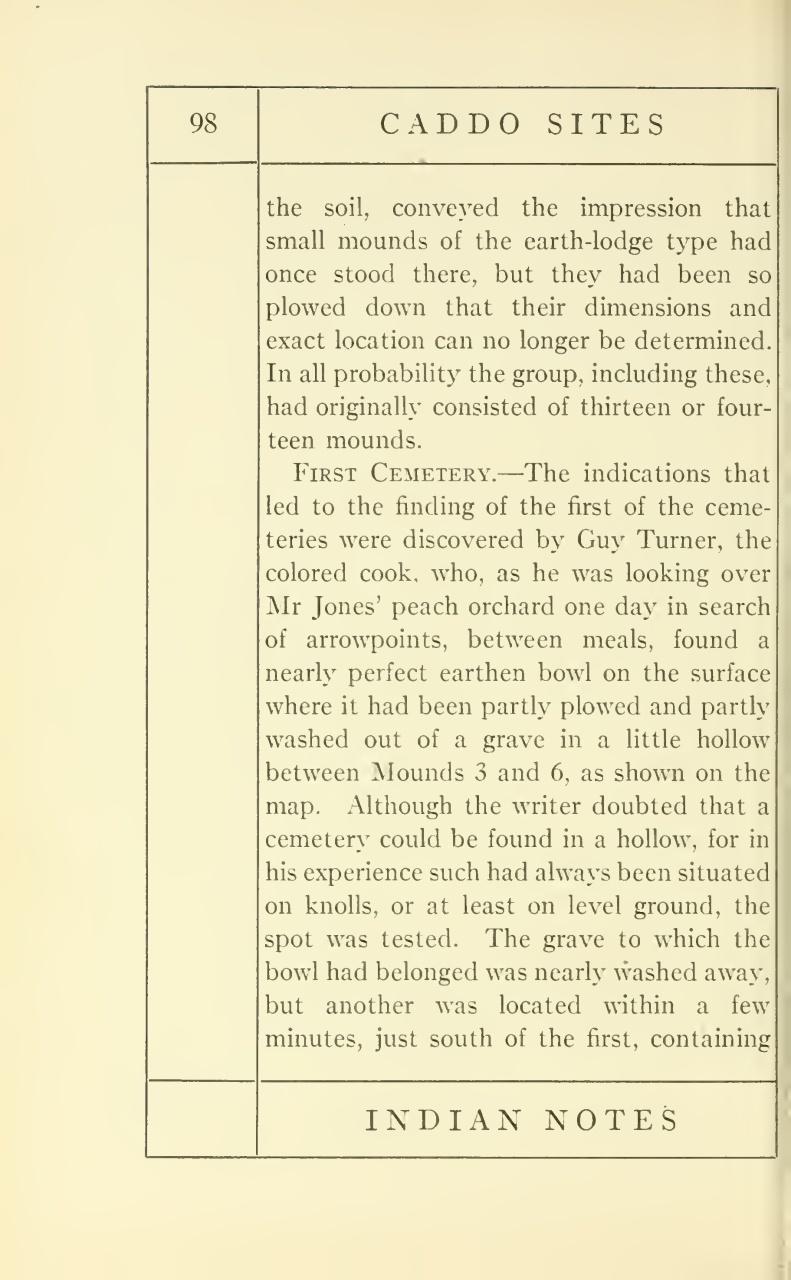 98
CADDO SITES
the soil, conveyed the impression that
small mounds of the earth-lodge type had
once stood there, but they had been so
plowed down that their dimensions and
exact location can no longer be determined.
In all probability the group, including these,
had originally consisted of thirteen or four-
teen mounds.
FIRST CEMETERY.—The indications that
led to the finding of the first of the ceme-
teries were discovered by Guy Turner, the
colored cook, who, as he was looking over
Mr Jones' peach orchard one day in search
of arrowpoints, between meals, found a
nearly perfect earthen bowl on the surface
where it had been partly plowed and partly
washed out of a grave in a little hollow
between Mounds 3 and 6, as shown on the
map. Although the writer doubted that a
cemetery could be found in a hollow, for in
his experience such had always been situated
on knolls, or at least on level ground, the
spot was tested. The grave to which the
bowl had belonged was nearly washed away,
but another was located within a few
minutes, just south of the first, containing
INDIAN NOTES